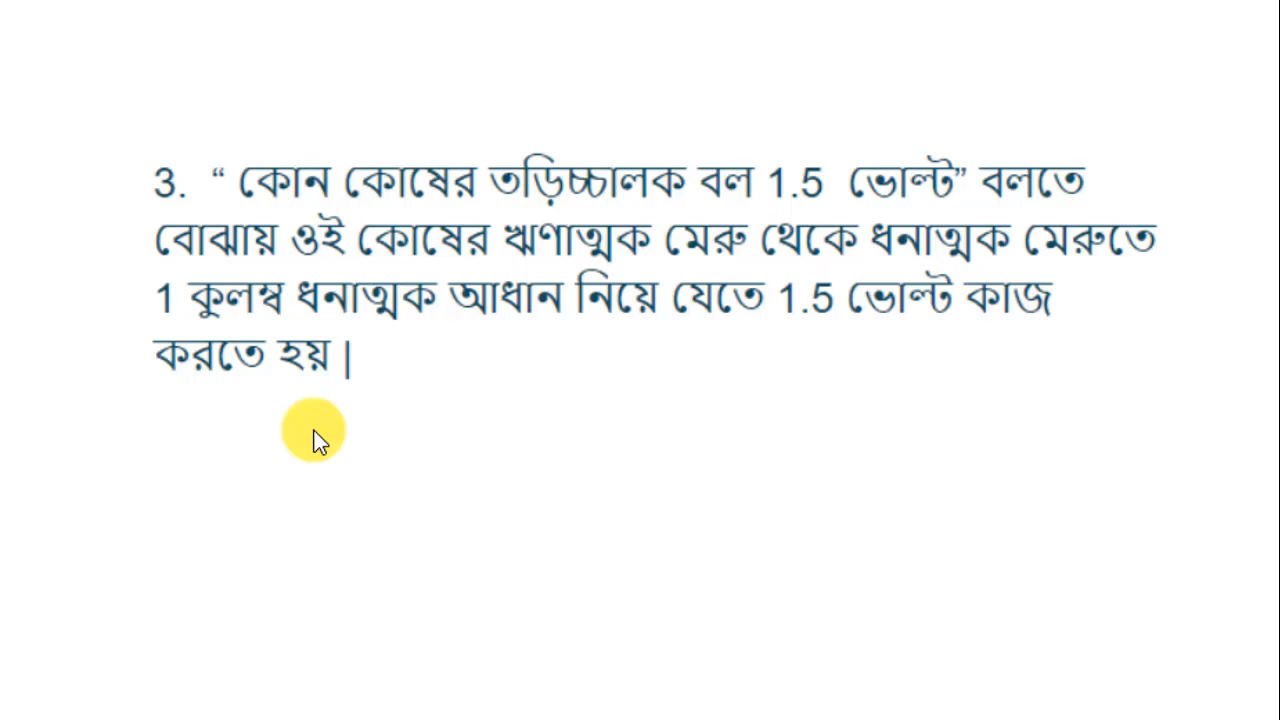 3. “ কোন কোষের তড়িচ্চালক বল 1.5 ভোল্ট” বলতে
বোঝায় ওই কোষের ঋণাত্মক মেরু থেকে ধনাত্মক মেরুতে
1 কুলম্ব ধনাত্মক আধান নিয়ে যেতে 1.5 ভোল্ট কাজ
করতে হয় |